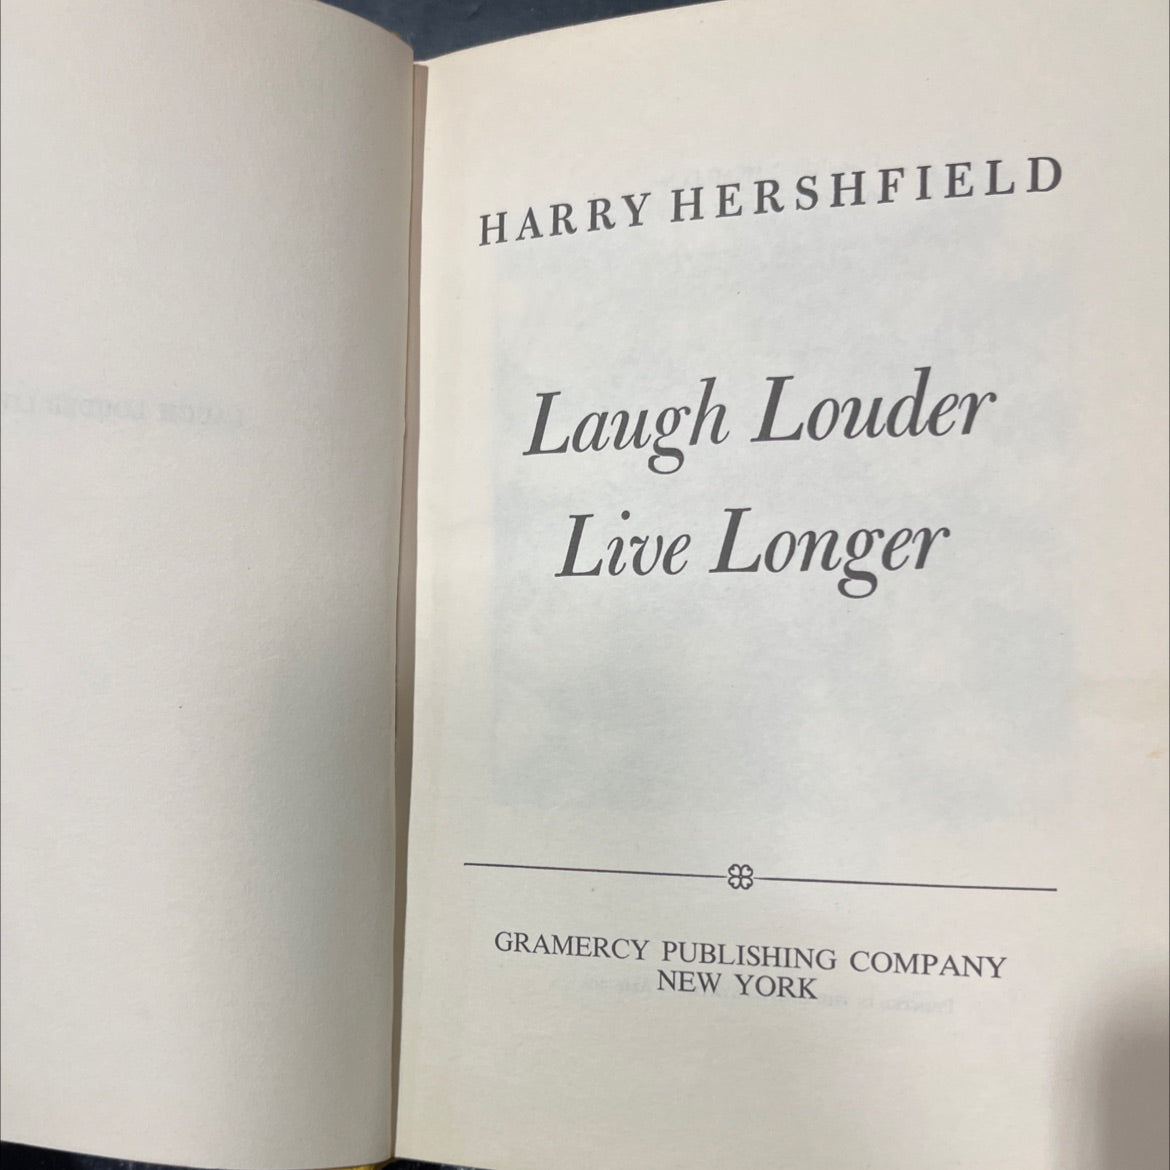 HARRY HERSHFIELD
Laugh Louder
Live Longer
GRAMERCY PUBLISHING COMPANY
NEW YORK